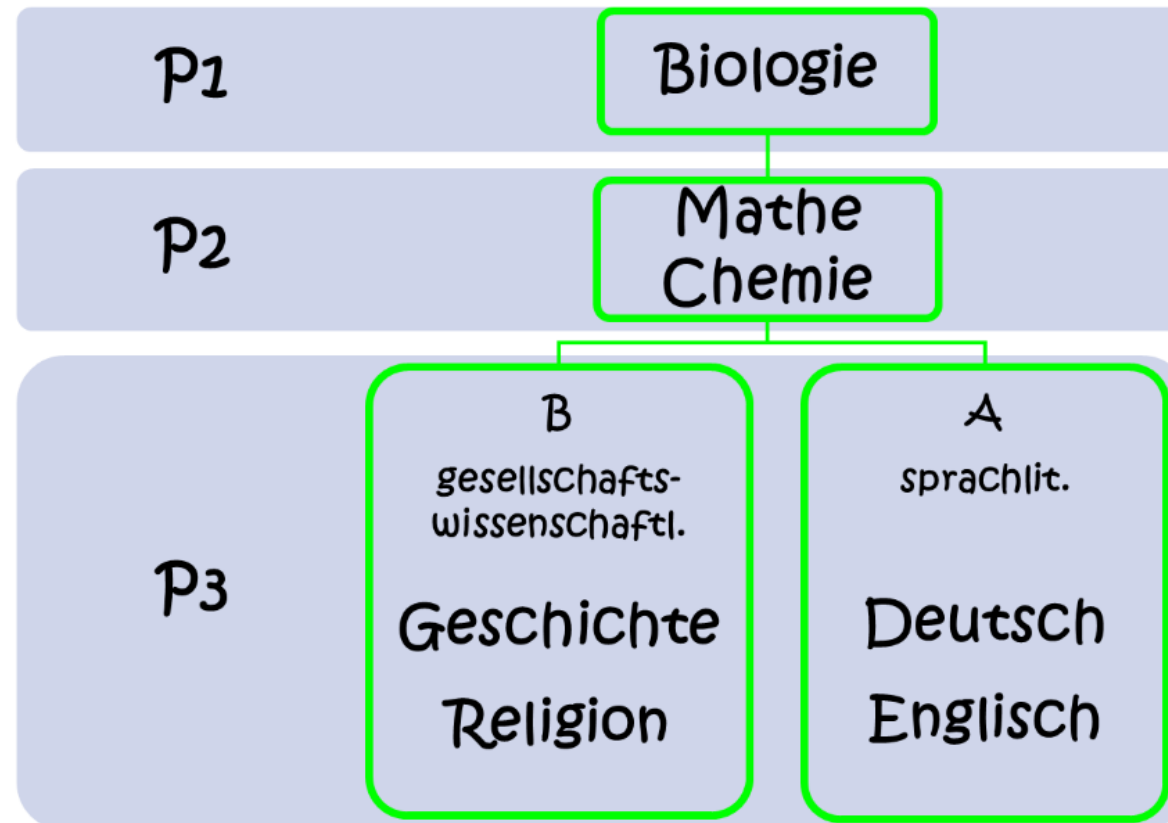 P1
Biologie
P2
Mathe
Chemie
P3
B
gesellschafts-
wissenschaftl.
Geschichte
Religion
A
sprachlit.
Deutsch
Englisch